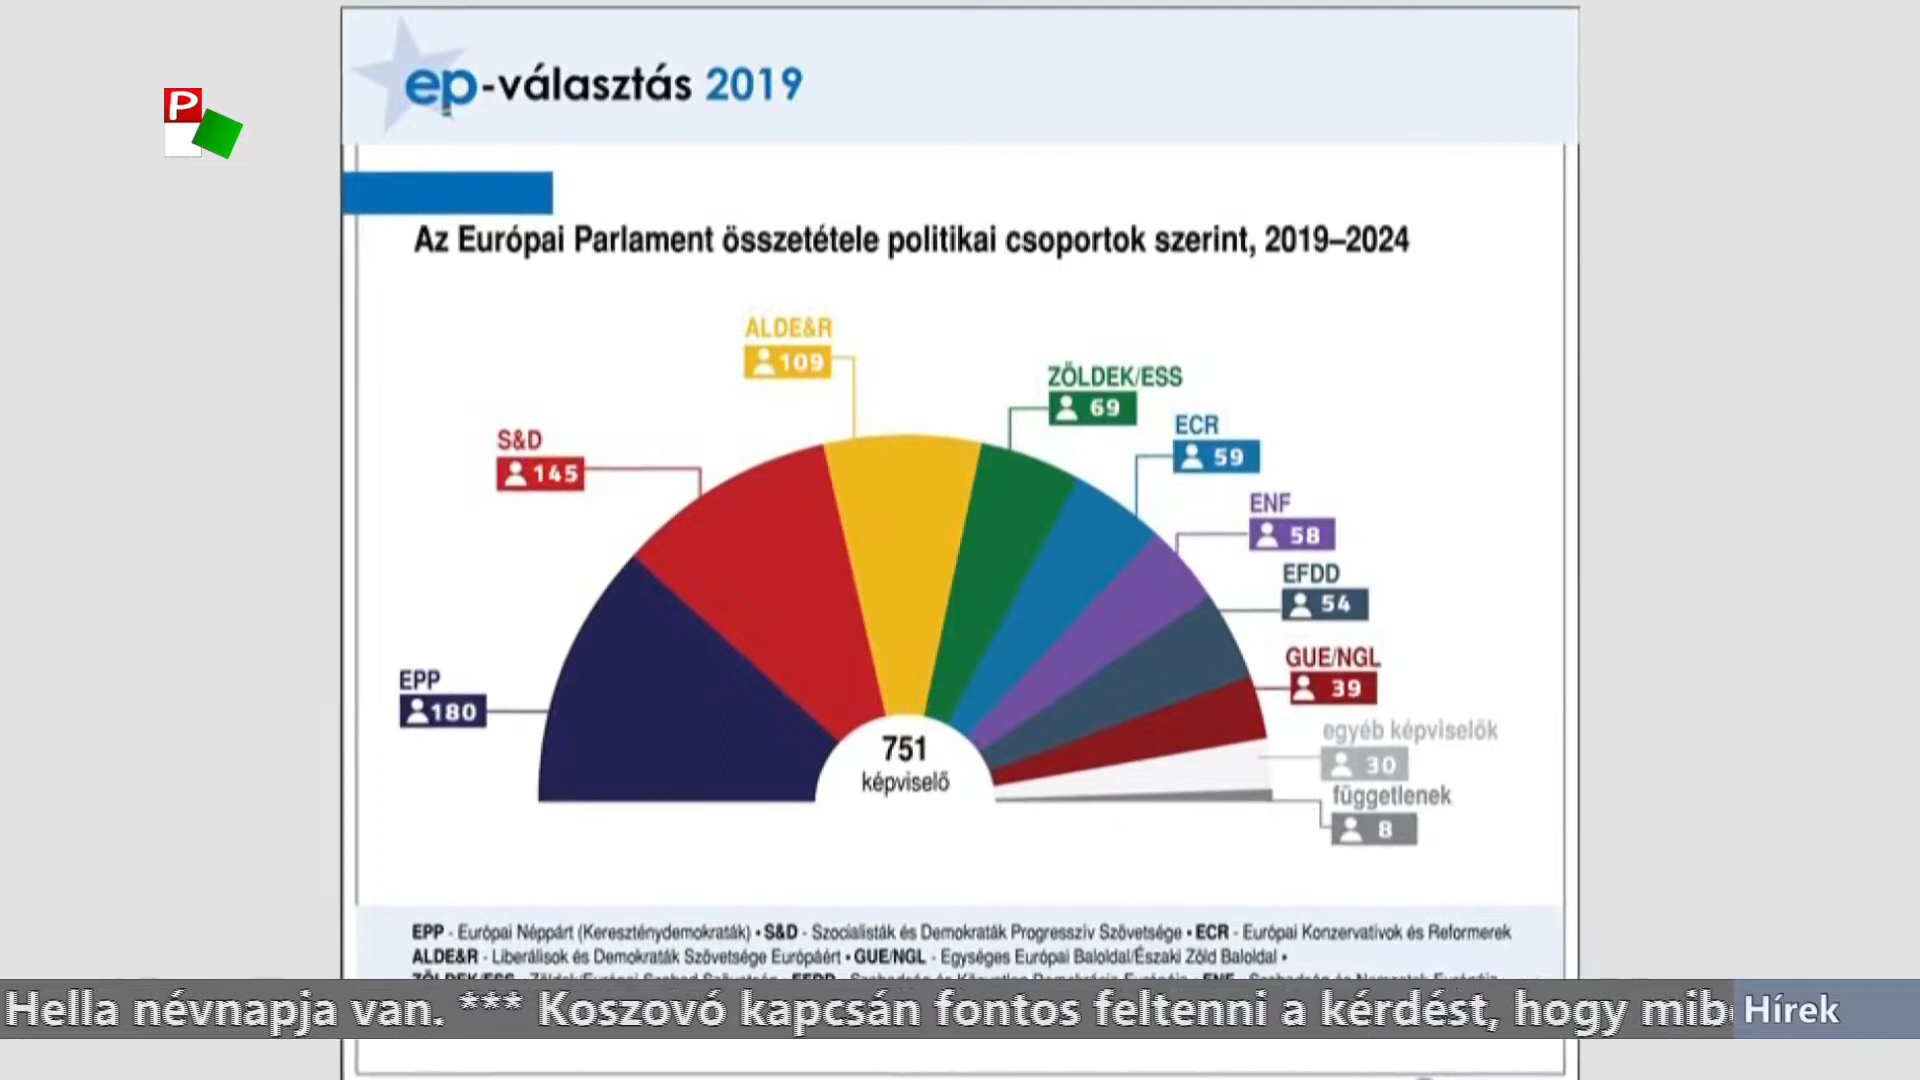 ep-választás 2019
P
Az Európai Parlament összetétele politikai csoportok szerint, 2019–2024
ALDE&R
109
ZÖLDEK/ESS
69
ECR
59
S&D
145
ENF
58
EFDD
54
GUE/NGL
39
EPP
180
egyéb képviselők
30
751
képviselő
függetlenek
8
EPP - Európai Néppárt (Kereszténydemokraták) • S&D - Szocialisták és Demokraták Progresszív Szövetsége • ECR - Európai Konzervatívok és Reformerek
ALDE&R - Liberálisok és Demokraták Szövetsége Európáért • GUE/NGL - Egységes Európai Baloldal/Északi Zöld Baloldal •
Hella névnapja van. *** Koszovó kapcsán fontos feltenni a kérdést, hogy mib
Hírek